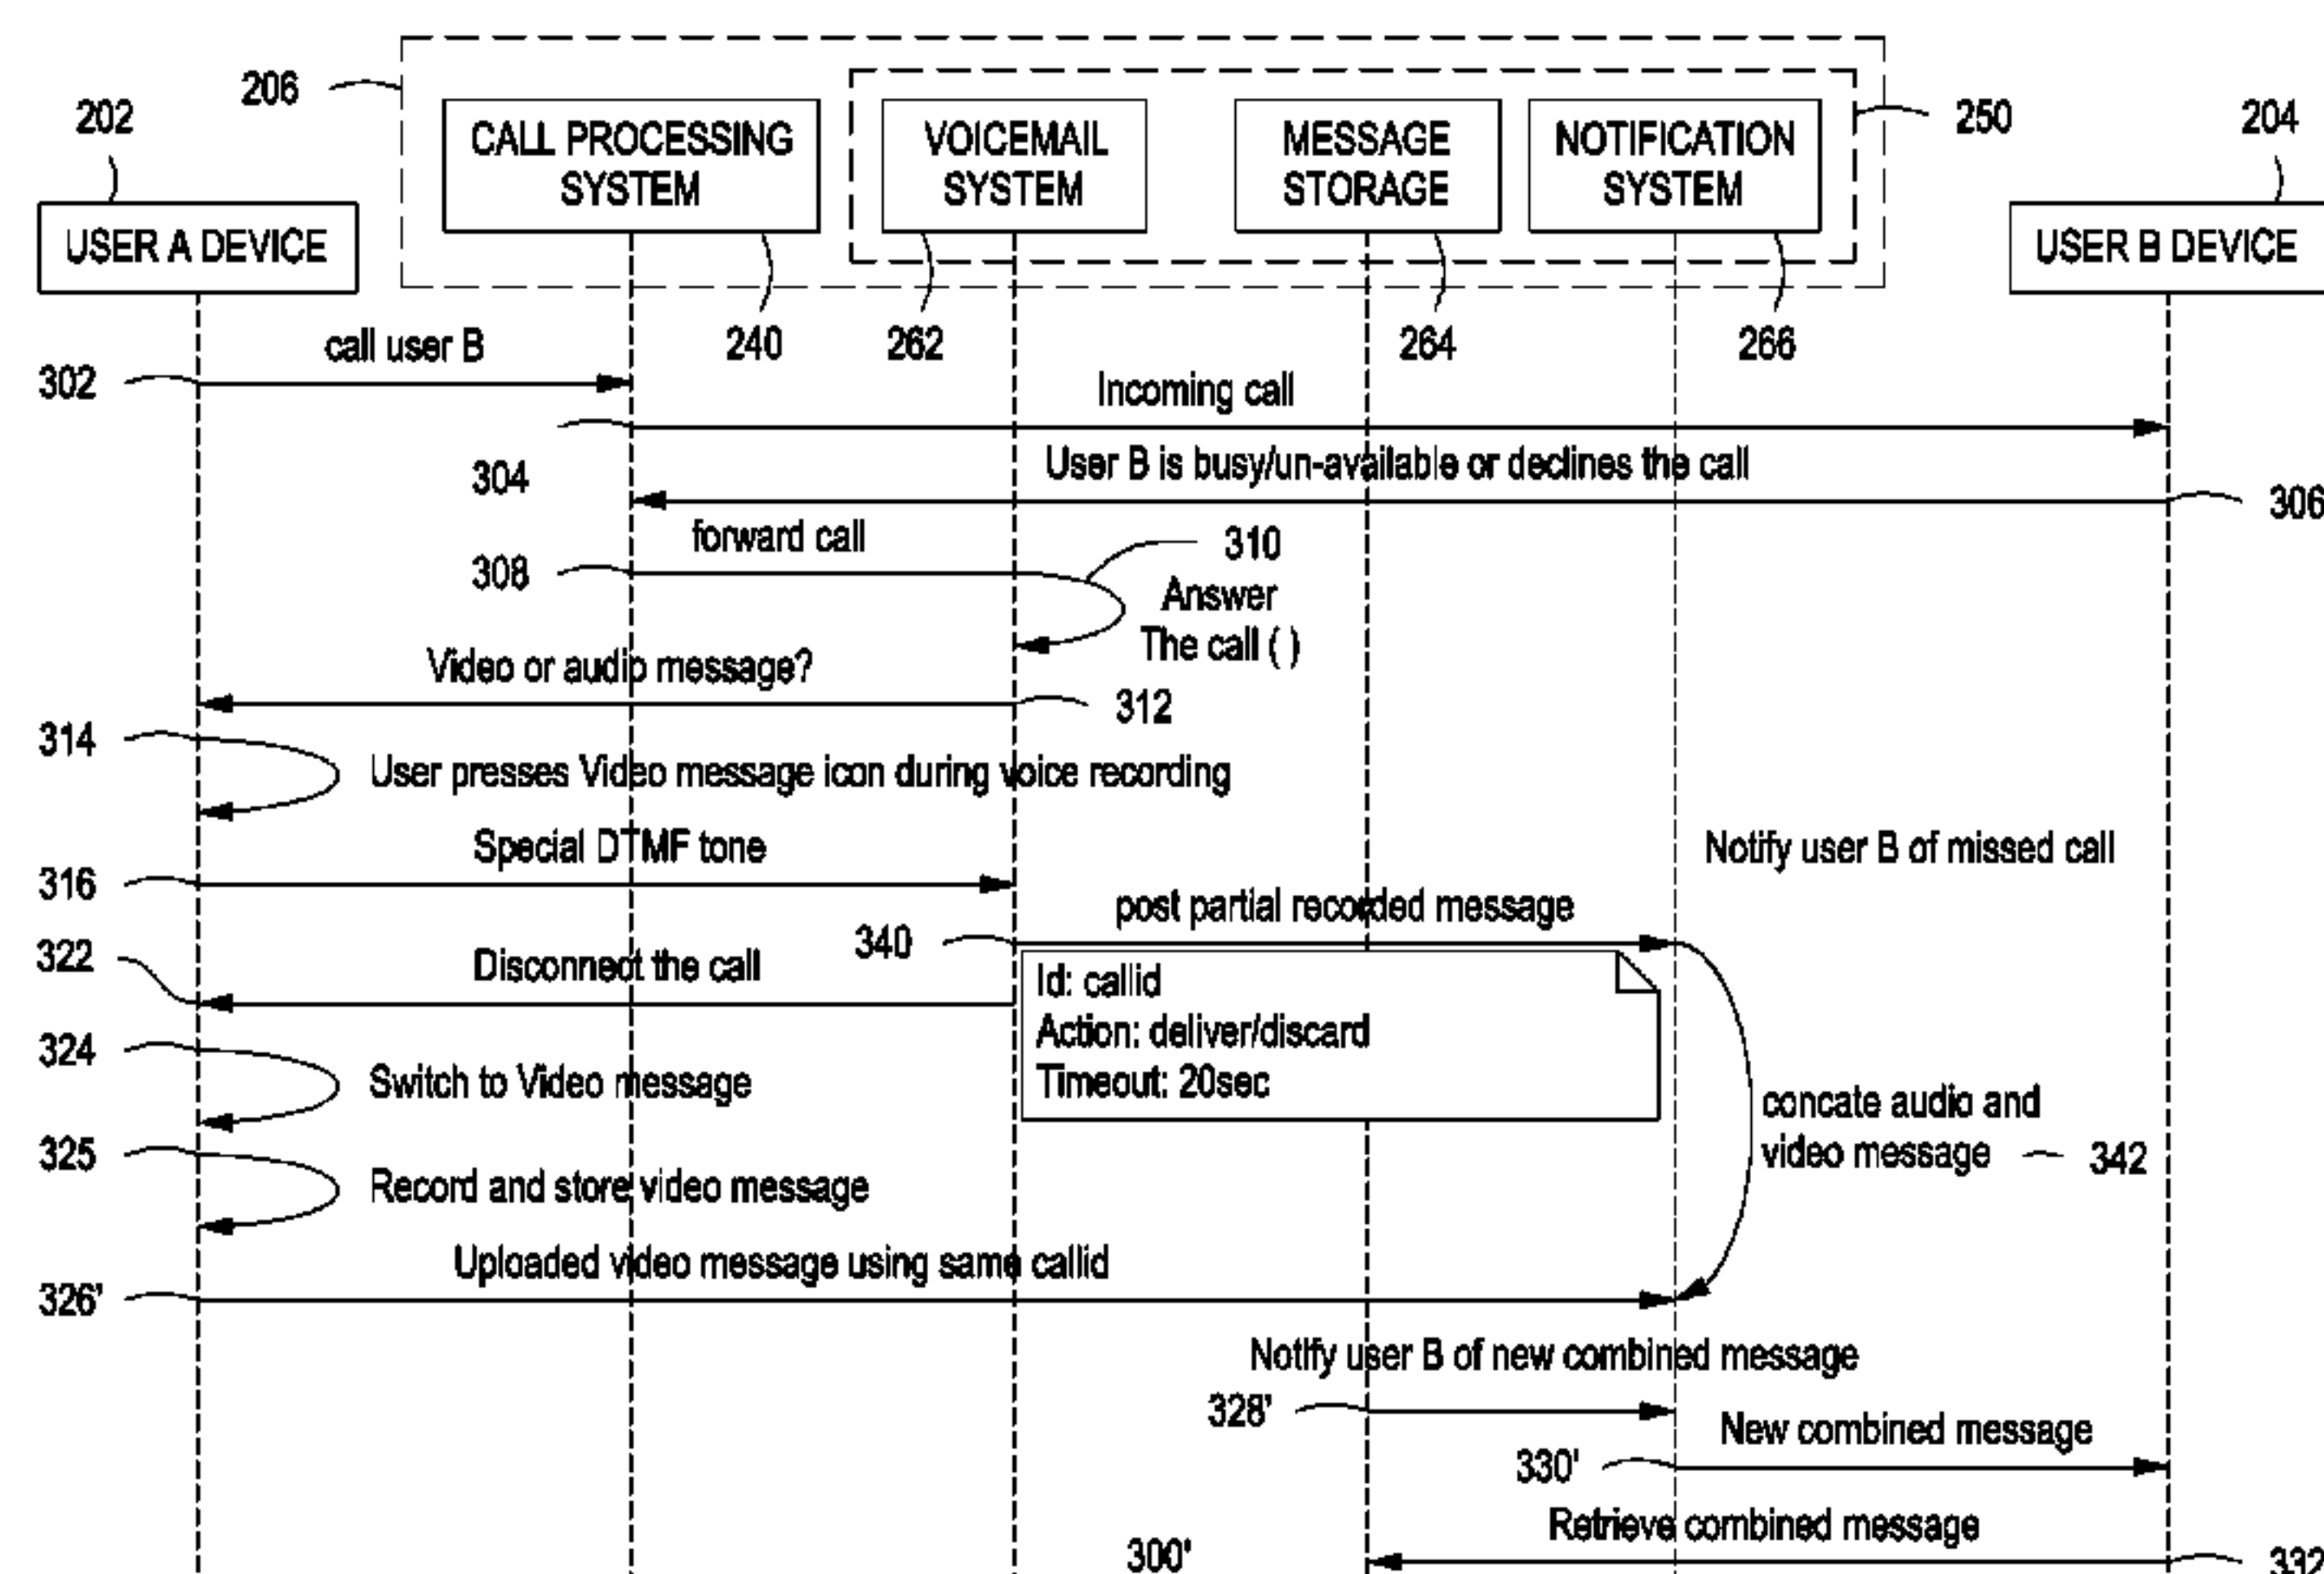 206
202
CALL PROCESSING
SYSTEM
VOICEMAIL
SYSTEM
MESSAGE
STORAGE
NOTIFICATION
SYSTEM
250
204
USER A DEVICE
USER B DEVICE
240
262
264
266
call user B
302
Incoming call
304
User B is busy/un-available or declines the call
306
forward call
308
310
Answer
The call ( )
Video or audio message?
312
314
User presses Video message icon during voice recording
Special DTMF tone
316
Notify user B of missed call
post partial recorded message
340
322
Disconnect the call
Id: callid
Action: deliver/discard
Timeout: 20sec
324
Switch to Video message
concate audio and
video message
342
325
Record and store video message
Uploaded video message using same callid
326'
Notify user B of new combined message
328'
New combined message
330'
Retrieve combined message
300'
332